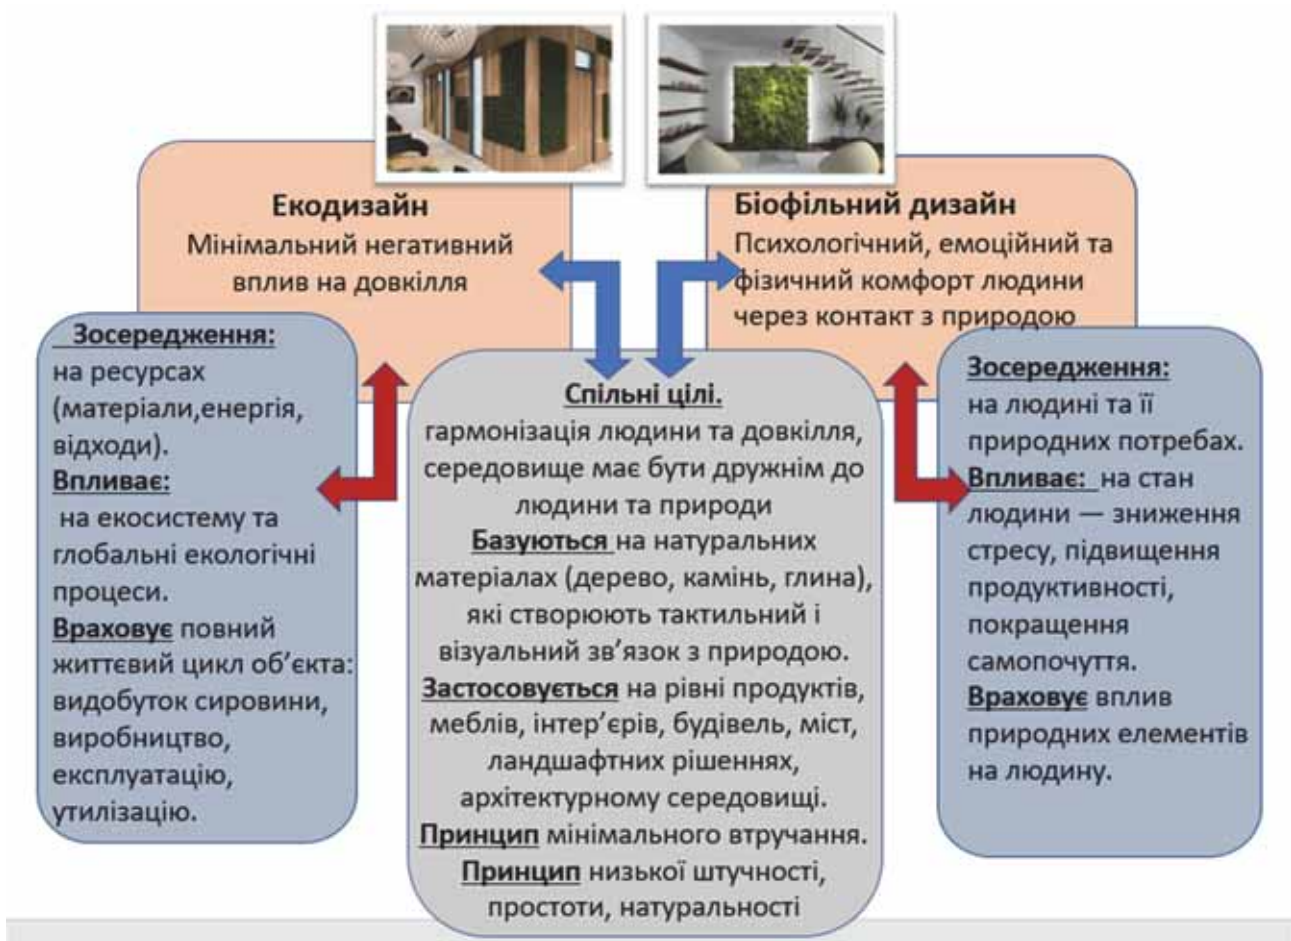 Екодизайн
Мінімальний негативний
вплив на довкілля
Біофільний дизайн
Психологічний, емоційний та
фізичний комфорт людини
через контакт з природою
Зосередження:
на ресурсах
(матеріали,енергія,
відходи).
Впливає:
на екосистему та
глобальні екологічні
процеси.
Враховує повний
життєвий цикл об’єкта:
видобуток сировини,
виробництво,
експлуатацію,
утилізацію.
Спільні цілі.
гармонізація людини та довкілля,
середовище має бути дружнім до
людини та природи
Базуються на натуральних
матеріалах (дерево, камінь, глина),
які створюють тактильний і
візуальний зв’язок з природою.
Застосовується на рівні продуктів,
меблів, інтер’єрів, будівель, міст,
ландшафтних рішеннях,
архітектурному середовищі.
Принцип мінімального втручання.
Принцип низької штучності,
простоти, натуральності
Зосередження:
на людині та її
природних потребах.
Впливає: на стан
людини — зниження
стресу, підвищення
продуктивності,
покращення
самопочуття.
Враховує вплив
природних елементів
на людину.